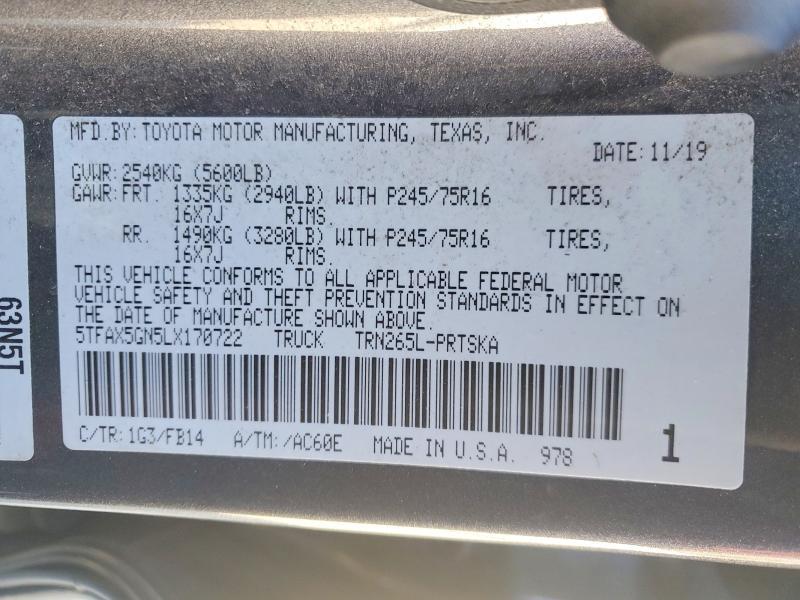 MFD.BY: TOYOTA MOTOR MANUFACTURING, TEXAS, INC.
DATE: 11/19
GVWR: 2540KG (5600LB)
GAWR: FRT. 1335KG (2940LB) WITH P245/75R16 TIRES,
16X7J RIMS.
RR. 1490KG (3280LB) WITH P245/75R16 TIRES,
16X7J RIMS.
THIS VEHICLE CONFORMS TO ALL APPLICABLE FEDERAL MOTOR
VEHICLE SAFETY AND THEFT PREVENTION STANDARDS IN EFFECT ON
THE DATE OF MANUFACTURE SHOWN ABOVE.
5TFAX5GN5LX170722 TRUCK TRN265L-PRTSKA
C/TR: 1G3/FB14 A/TM: /AC60E MADE IN U.S.A. 978
1
63N5T